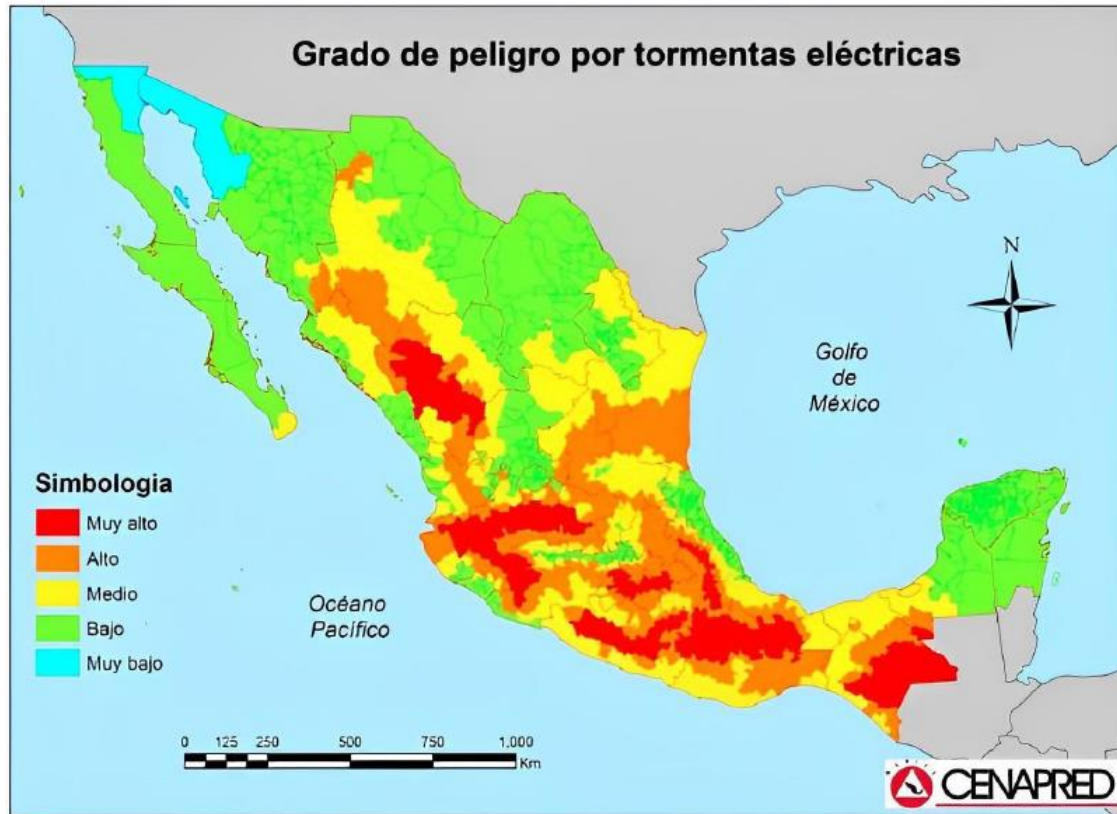 Grado de peligro por tormentas eléctricas
N
Golfo
de
México
Simbologia
Muy alto
Alto
Medio
Bajo
Muy bajo
Océano
Pacífico
0 125 250 500 750 1,000
Km
CENAPRED